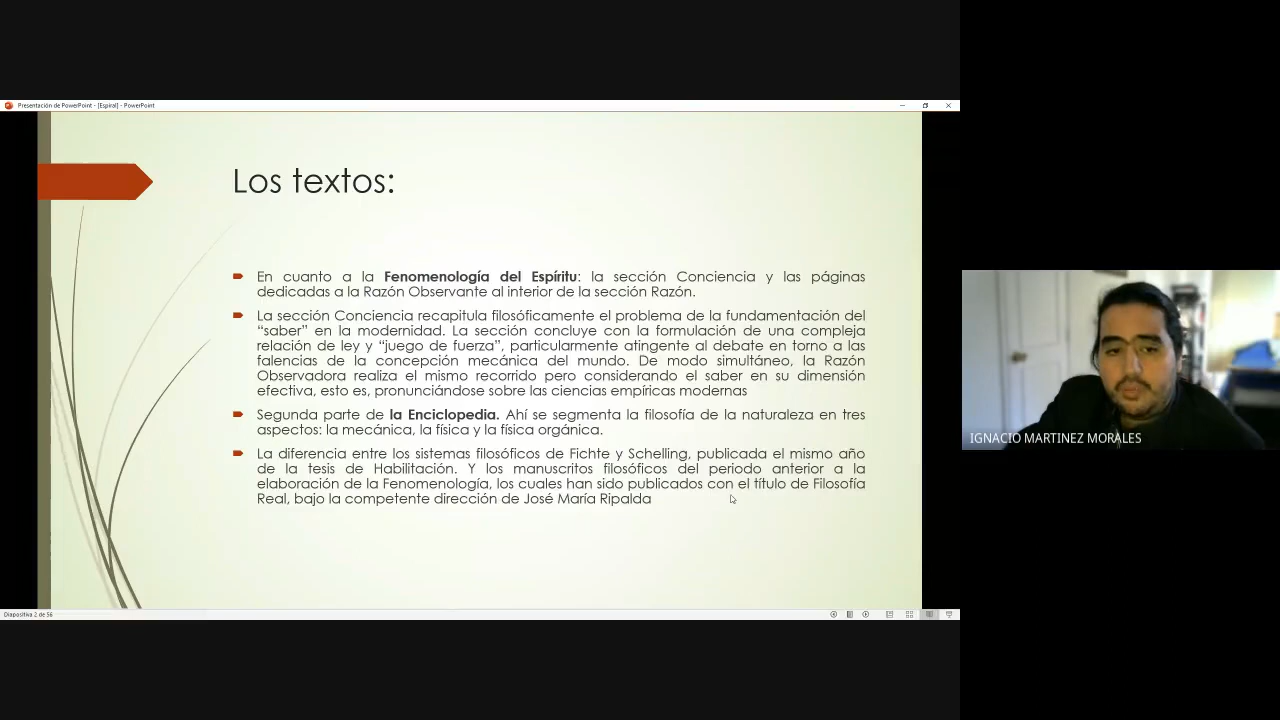 Presentación de PowerPoint - [Espiral] - PowerPoint
Los textos:
En cuanto a la Fenomenología del Espíritu: la sección Conciencia y las páginas
dedicadas a la Razón Observante al interior de la sección Razón.
La sección Conciencia recapitula filosóficamente el problema de la fundamentación del
“saber” en la modernidad. La sección concluye con la formulación de una compleja
relación de ley y “juego de fuerza”, particularmente atingente al debate en torno a las
falencias de la concepción mecánica del mundo. De modo simultáneo, la Razón
Observadora realiza el mismo recorrido pero considerando el saber en su dimensión
efectiva, esto es, pronunciándose sobre las ciencias empíricas modernas
Segunda parte de la Enciclopedia. Ahí se segmenta la filosofía de la naturaleza en tres
aspectos: la mecánica, la física y la física orgánica.
La diferencia entre los sistemas filosóficos de Fichte y Schelling, publicada el mismo año
de la tesis de Habilitación. Y los manuscritos filosóficos del periodo anterior a la
elaboración de la Fenomenología, los cuales han sido publicados con el título de Filosofía
Real, bajo la competente dirección de José María Ripalda
IGNACIO MARTINEZ MORALES
Diapositiva 2 de 56